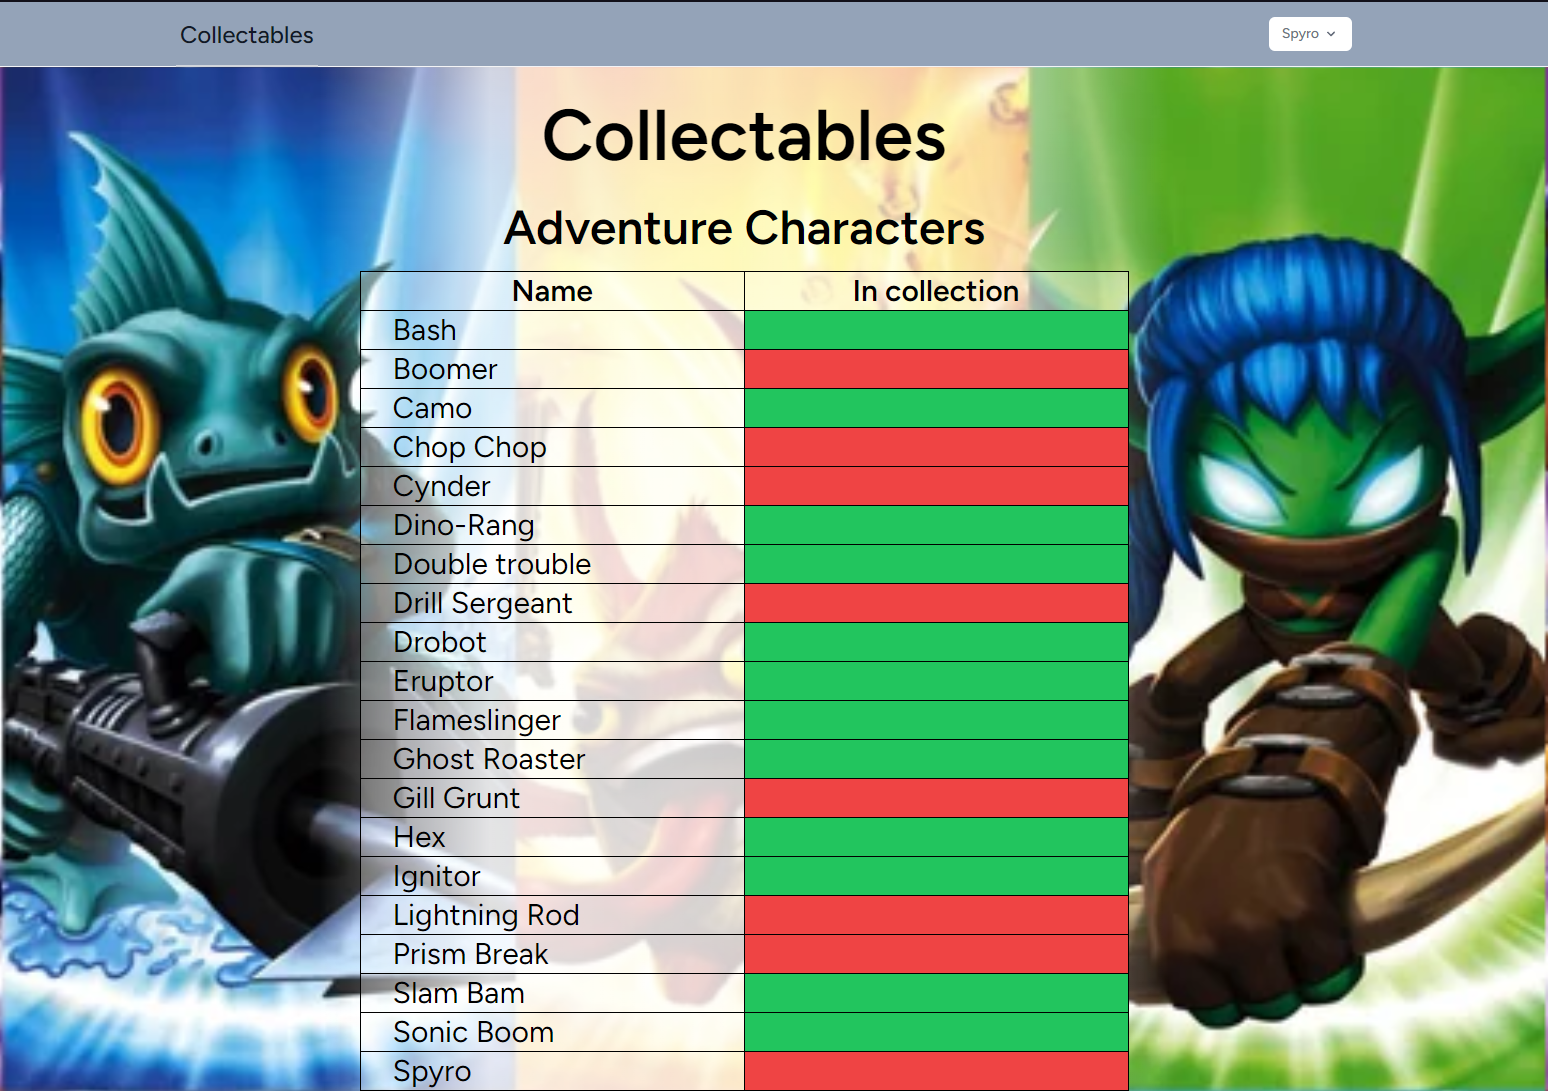 Collectables
Spyro
Collectables
Adventure Characters
Name In collection
Bash
Boomer
Camo
Chop Chop
Cynder
Dino-Rang
Double trouble
Drill Sergeant
Drobot
Eruptor
Flameslinger
Ghost Roaster
Gill Grunt
Hex
Ignitor
Lightning Rod
Prism Break
Slam Bam
Sonic Boom
Spyro